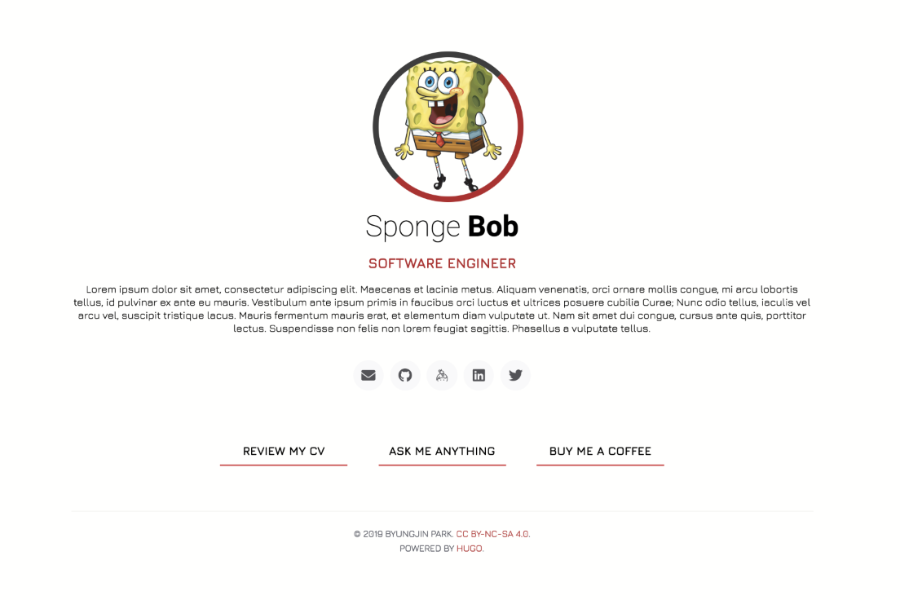 Sponge Bob
SOFTWARE ENGINEER
Lorem ipsum dolor sit amet, consectetur adipiscing elit. Maecenas et lacinia metus. Aliquam venenatis, orci ornare mollis congue, mi arcu lobortis
tellus, id pulvinar ex ante eu mauris. Vestibulum ante ipsum primis in faucibus orci luctus et ultrices posuere cubilia Curae; Nunc odio tellus, iaculis vel
arcu vel, suscipit tristique lacus. Mauris fermentum mauris erat, et elementum diam vulputate ut. Nam sit amet dui congue, cursus ante quis, porttitor
lectus. Suspendisse non felis non lorem feugiat sagittis. Phasellus a vulputate tellus.
REVIEW MY CV ASK ME ANYTHING BUY ME A COFFEE
© 2019 BYUNGJIN PARK. CC BY-NC-SA 4.0.
POWERED BY HUGO.